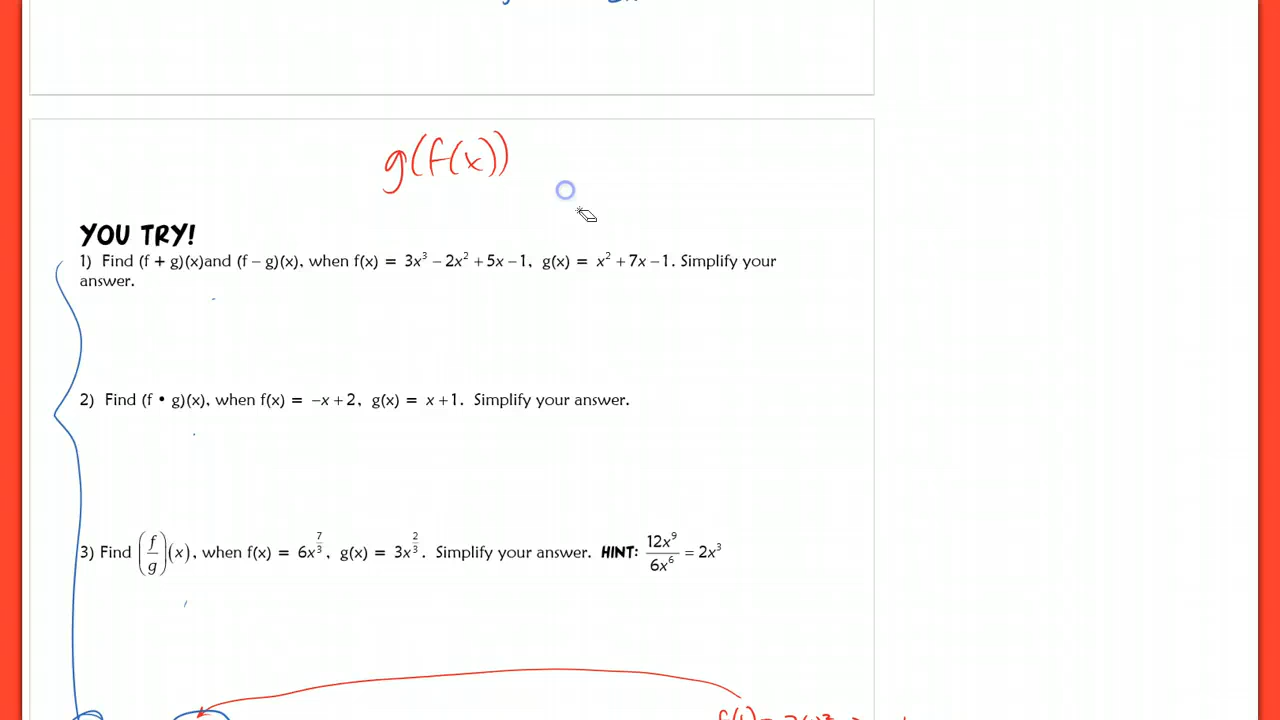 g(f(x))
YOU TRY!
1) Find (f + g)(x)and (f – g)(x), when f(x) = 3x³ – 2x² + 5x – 1, g(x) = x² + 7x – 1. Simplify your
answer.
2) Find (f • g)(x), when f(x) = –x + 2, g(x) = x + 1. Simplify your answer.
3) Find (f/g)(x), when f(x) = 6x^(7/3), g(x) = 3x^(2/3). Simplify your answer. HINT: 12x⁹/6x⁶ = 2x³